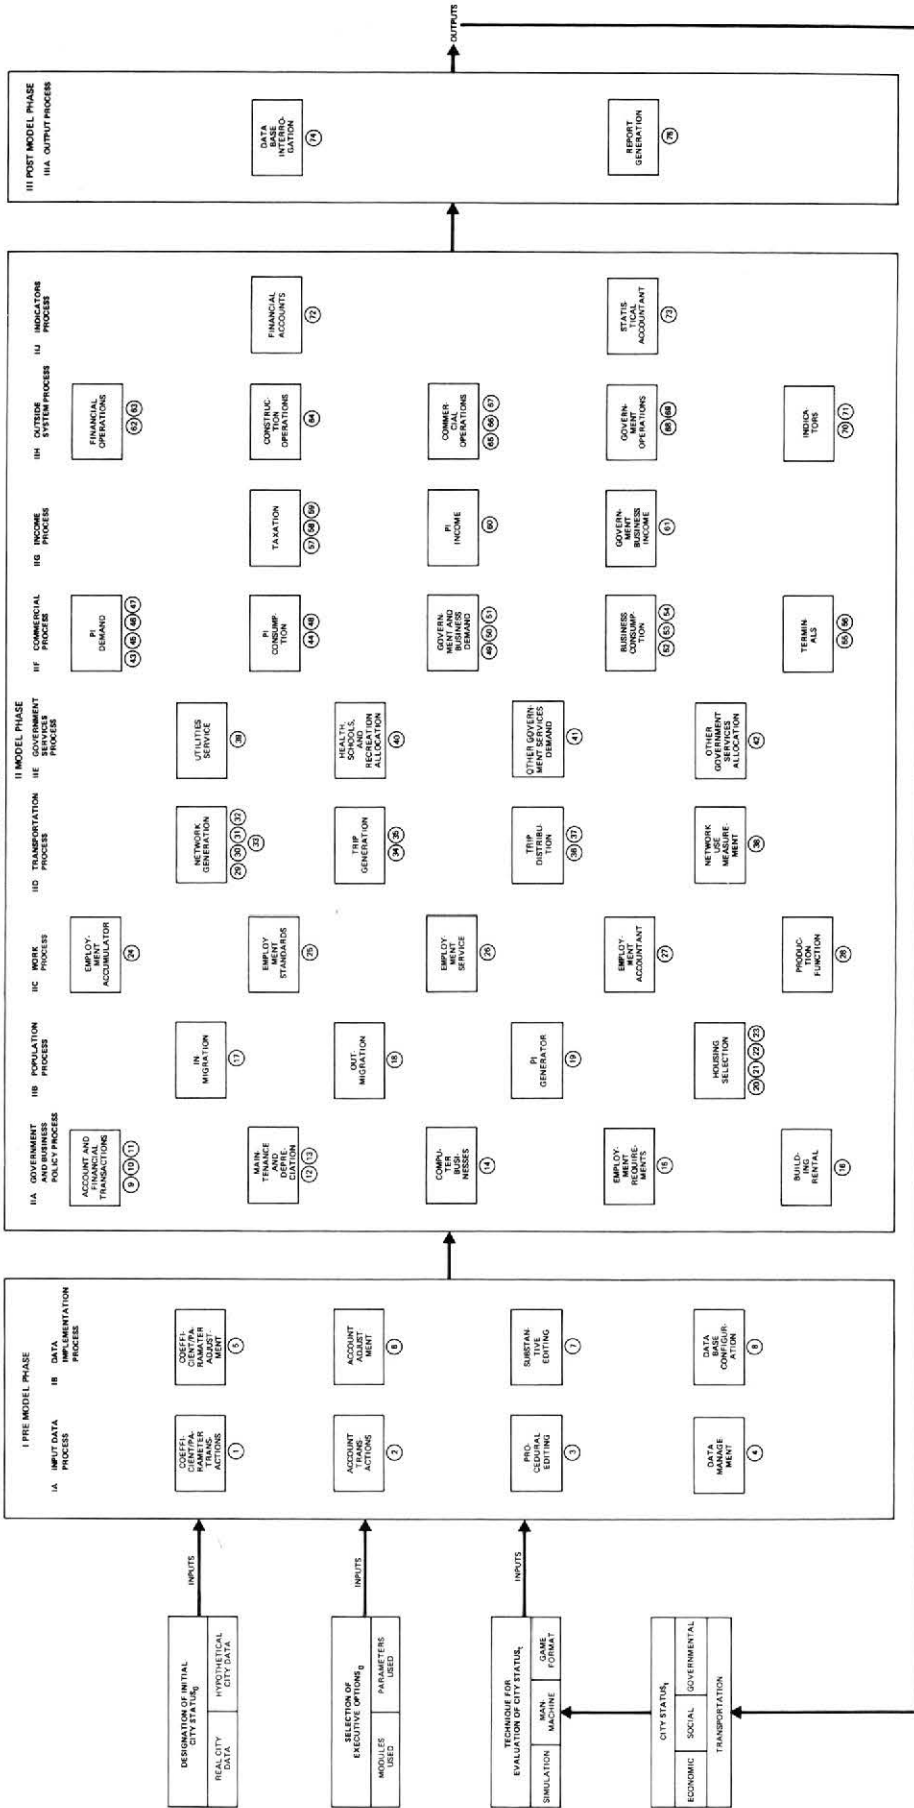 DESIGNATION OF INITIAL
CITY STATUS0
REAL CITY
DATA
HYPOTHETICAL
CITY DATA
INPUTS
SELECTION OF
EXECUTIVE OPTIONS0
MODULES
USED
PARAMETERS
USED
INPUTS
TECHNIQUE FOR
EVALUATION OF CITY STATUSt
SIMULATION
MAN-
MACHINE
GAME
FORMAT
INPUTS
CITY STATUSt
ECONOMIC
SOCIAL
GOVERNMENTAL
TRANSPORTATION
I PRE MODEL PHASE
IA INPUT DATA
PROCESS
COEFFI-
CIENT/PA-
RAMETER
TRANS-
ACTIONS
1
ACCOUNT
TRANS-
ACTIONS
2
PRO-
CEDURAL
EDITING
3
DATA
MANAGE
MENT
4
IB DATA
IMPLEMENTATION
PROCESS
COEFFI-
CIENT/PA-
RAMATER
ADJUST-
MENT
5
ACCOUNT
ADJUST
MENT
6
SUBSTAN-
TIVE
EDITING
7
DATA
BASE
CONFIGUR-
ATION
8
II MODEL PHASE
IIA GOVERNMENT
AND BUSINESS
POLICY PROCESS
ACCOUNT AND
FINANCIAL
TRANSACTIONS
9 10 11
MAIN-
TENANCE
AND
DEPRE-
CIATION
12 13
COMPU-
TER
BUSI-
NESSES
14
EMPLOY-
MENT
REQUIRE-
MENTS
15
BUILD-
ING
RENTAL
16
IIB POPULATION
PROCESS
IN
MIGRATION
17
OUT-
MIGRATION
18
PI
GENERATOR
19
HOUSING
SELECTION
20 21 22 23
IIC WORK
PROCESS
EMPLOY-
MENT
ACCUMULATOR
24
EMPLOY
MENT
STANDARDS
25
EMPLOY
MENT
SERVICE
26
EMPLOY-
MENT
ACCOUNTANT
27
PRODUC-
TION
FUNCTION
28
IID TRANSPORTATION
PROCESS
NETWORK
GENERATION
29 30 31 32
33
TRIP
GENERATION
34 35
TRIP
DISTRIBU-
TION
36 37
NETWORK
USE
MEASURE-
MENT
38
IIE GOVERNMENT
SERVICES
PROCESS
UTILITIES
SERVICE
39
HEALTH,
SCHOOLS,
AND
RECREATION
ALLOCATION
40
OTHER GOVERN-
MENT SERVICES
DEMAND
41
OTHER
GOVERNMENT
SERVICES
ALLOCATION
42
IIF COMMERCIAL
PROCESS
PI
DEMAND
43 45 46 47
PI
CONSUMP-
TION
44 48
GOVERN-
MENT AND
BUSINESS
DEMAND
49 50 51
BUSINESS
CONSUMP-
TION
52 53 54
TERMIN-
ALS
55 56
IIG INCOME
PROCESS
TAXATION
57 58 59
PI
INCOME
60
GOVERN-
MENT
BUSINESS
INCOME
61
IIH OUTSIDE
SYSTEM PROCESS
FINANCIAL
OPERATIONS
62 63
CONSTRUC-
TION
OPERATIONS
64
COMMER-
CIAL
OPERATIONS
65 66 67
GOVERN-
MENT
OPERATIONS
68 69
INDICA-
TORS
70 71
IIJ INDICATORS
PROCESS
FINANCIAL
ACCOUNTS
72
STATIS
TICAL
ACCOUNTANT
73
III POST MODEL PHASE
IIIA OUTPUT PROCESS
DATA
BASE
INTERRO-
GATION
74
REPORT
GENERATION
OUTPUTS